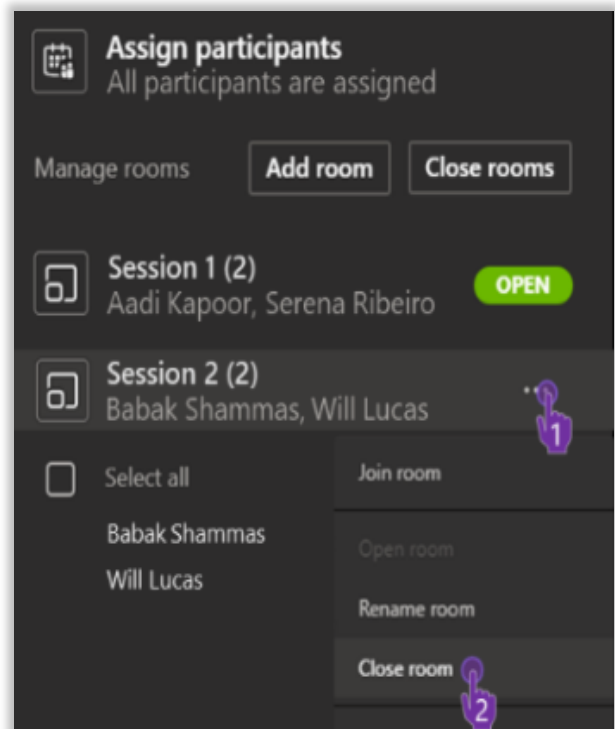 Assign participants
All participants are assigned
Manage rooms Add room Close rooms
Session 1 (2)
Aadi Kapoor, Serena Ribeiro
OPEN
Session 2 (2)
Babak Shammas, Will Lucas
...
1
Select all
Babak Shammas
Will Lucas
Join room
Open room
Rename room
Close room
2